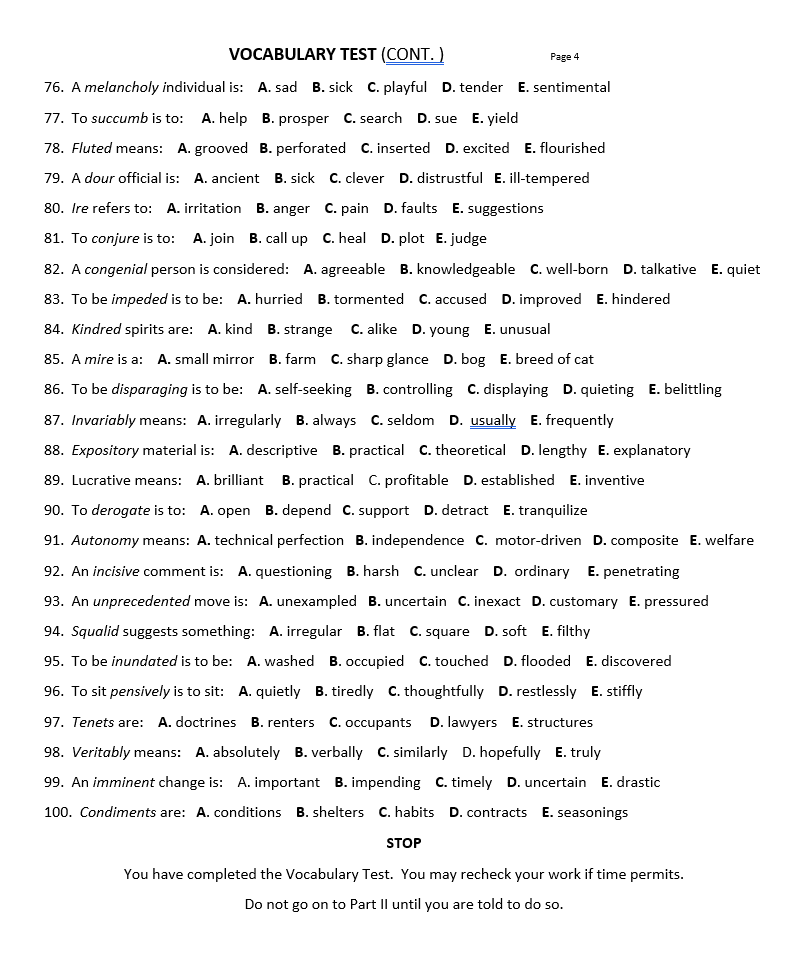 VOCABULARY TEST (CONT. ) Page 4
76. A melancholy individual is: A. sad B. sick C. playful D. tender E. sentimental
77. To succumb is to: A. help B. prosper C. search D. sue E. yield
78. Fluted means: A. grooved B. perforated C. inserted D. excited E. flourished
79. A dour official is: A. ancient B. sick C. clever D. distrustful E. ill-tempered
80. Ire refers to: A. irritation B. anger C. pain D. faults E. suggestions
81. To conjure is to: A. join B. call up C. heal D. plot E. judge
82. A congenial person is considered: A. agreeable B. knowledgeable C. well-born D. talkative E. quiet
83. To be impeded is to be: A. hurried B. tormented C. accused D. improved E. hindered
84. Kindred spirits are: A. kind B. strange C. alike D. young E. unusual
85. A mire is a: A. small mirror B. farm C. sharp glance D. bog E. breed of cat
86. To be disparaging is to be: A. self-seeking B. controlling C. displaying D. quieting E. belittling
87. Invariably means: A. irregularly B. always C. seldom D. usually E. frequently
88. Expository material is: A. descriptive B. practical C. theoretical D. lengthy E. explanatory
89. Lucrative means: A. brilliant B. practical C. profitable D. established E. inventive
90. To derogate is to: A. open B. depend C. support D. detract E. tranquilize
91. Autonomy means: A. technical perfection B. independence C. motor-driven D. composite E. welfare
92. An incisive comment is: A. questioning B. harsh C. unclear D. ordinary E. penetrating
93. An unprecedented move is: A. unexampled B. uncertain C. inexact D. customary E. pressured
94. Squalid suggests something: A. irregular B. flat C. square D. soft E. filthy
95. To be inundated is to be: A. washed B. occupied C. touched D. flooded E. discovered
96. To sit pensively is to sit: A. quietly B. tiredly C. thoughtfully D. restlessly E. stiffly
97. Tenets are: A. doctrines B. renters C. occupants D. lawyers E. structures
98. Veritably means: A. absolutely B. verbally C. similarly D. hopefully E. truly
99. An imminent change is: A. important B. impending C. timely D. uncertain E. drastic
100. Condiments are: A. conditions B. shelters C. habits D. contracts E. seasonings
STOP
You have completed the Vocabulary Test. You may recheck your work if time permits.
Do not go on to Part II until you are told to do so.